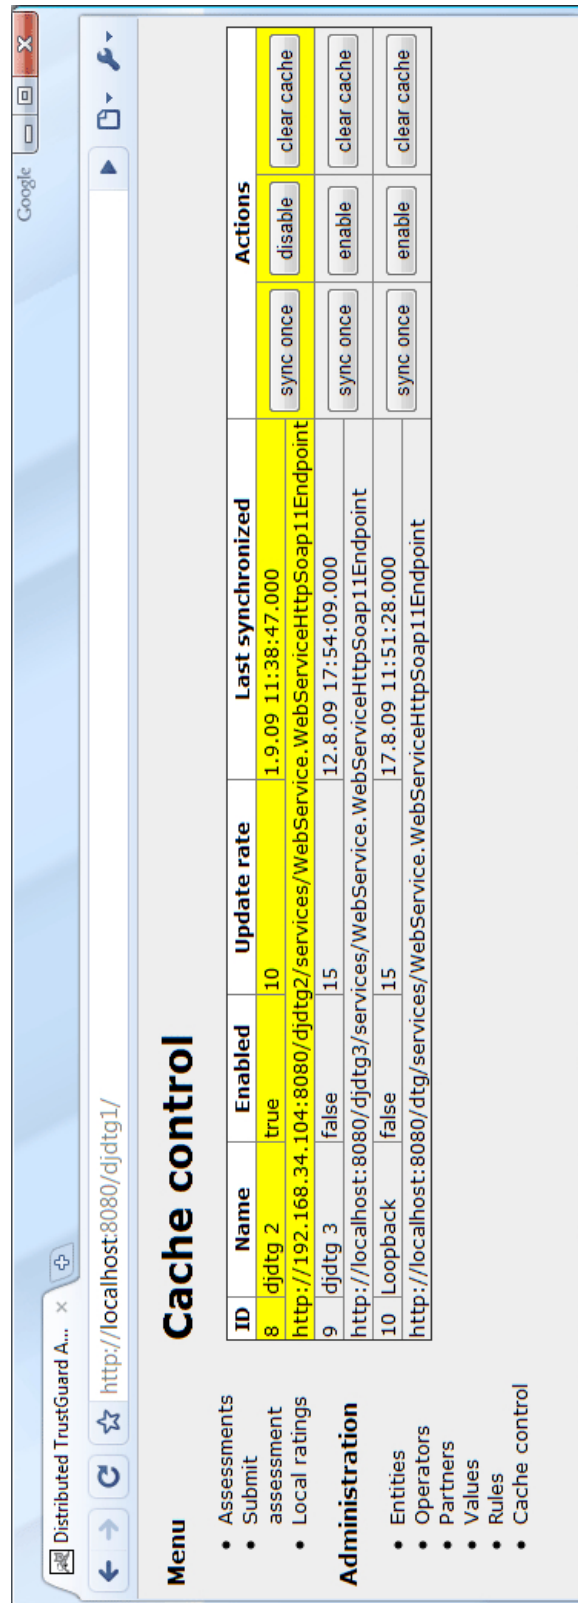 Google
Distributed TrustGuard A...
http://localhost:8080/djdtg1/
Menu
Assessments
Submit
assessment
Local ratings
Administration
Entities
Operators
Partners
Values
Rules
Cache control
Cache control
ID Name Enabled Update rate Last synchronized Actions
8 djdtg 2 true 10 1.9.09 11:38:47.000 sync once disable clear cache
http://192.168.34.104:8080/djdtg2/services/WebService.WebServiceHttpSoap11Endpoint
9 djdtg 3 false 15 12.8.09 17:54:09.000 sync once enable clear cache
http://localhost:8080/djdtg3/services/WebService.WebServiceHttpSoap11Endpoint
10 Loopback false 15 17.8.09 11:51:28.000 sync once enable clear cache
http://localhost:8080/dtg/services/WebService.WebServiceHttpSoap11Endpoint